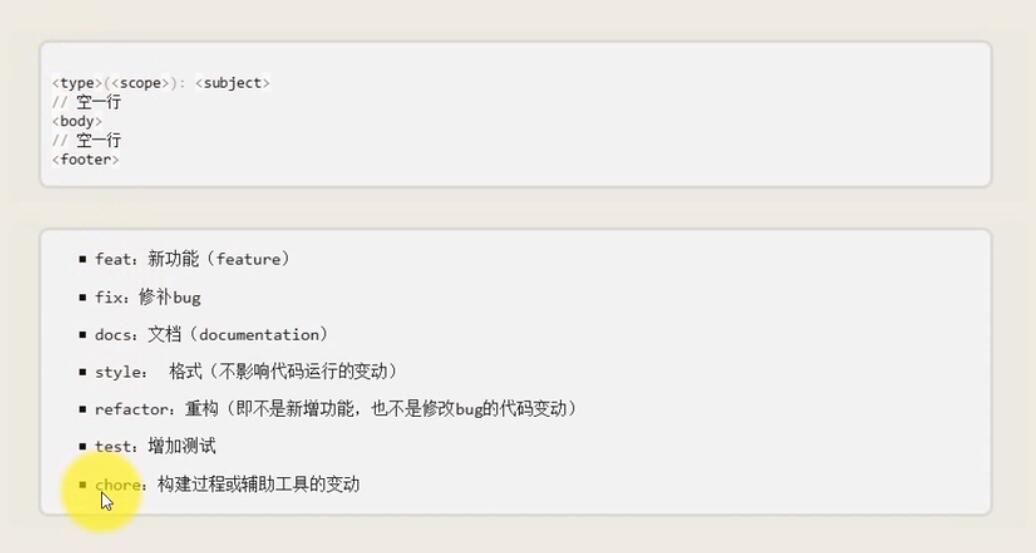 <type>(<scope>): <subject>
// 空一行
<body>
// 空一行
<footer>
▪ feat：新功能（feature）
▪ fix：修补bug
▪ docs：文档（documentation）
▪ style： 格式（不影响代码运行的变动）
▪ refactor：重构（即不是新增功能，也不是修改bug的代码变动）
▪ test：增加测试
▪ chore：构建过程或辅助工具的变动